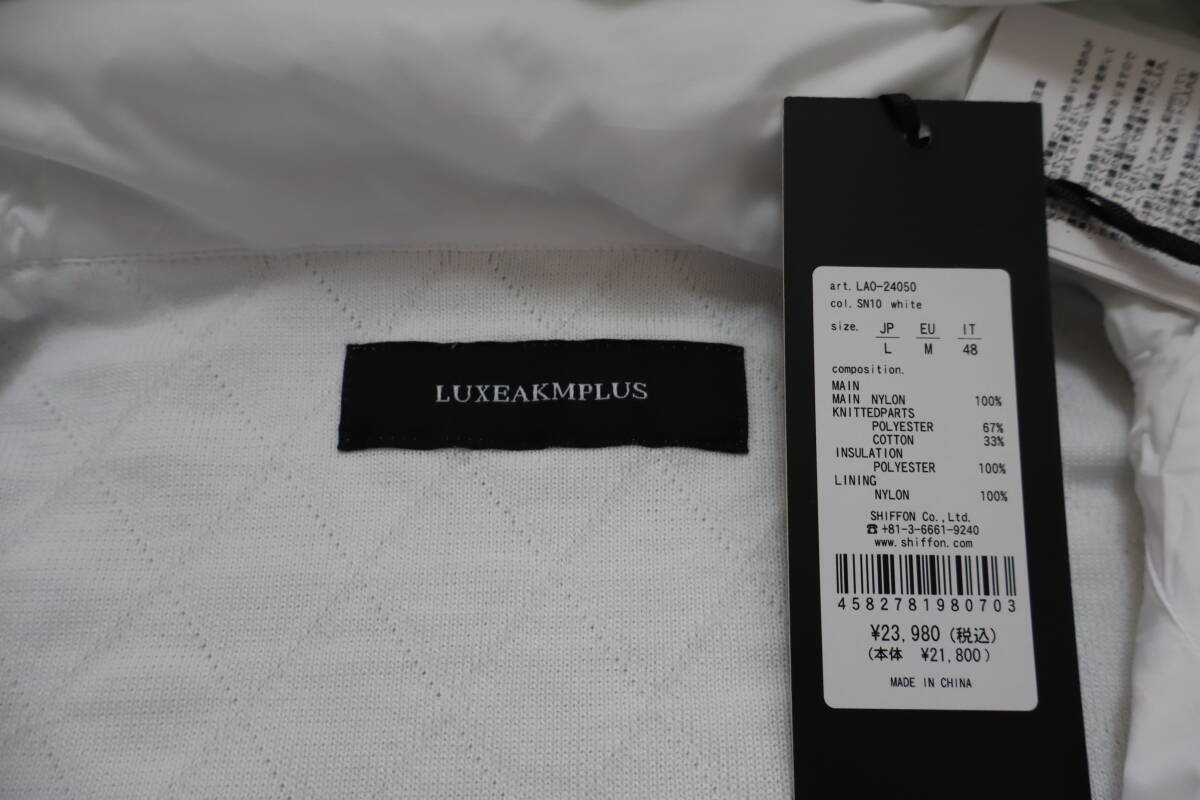 LUXEAKMPLUS
art. LAO-24050
col. SN10 white
size. JP EU IT
L M 48
composition.
MAIN
MAIN NYLON 100%
KNITTEDPARTS
POLYESTER 67%
COTTON 33%
INSULATION
POLYESTER 100%
LINING
NYLON 100%
SHIFFON Co.,Ltd.
☎ +81-3-6661-9240
www.shiffon.com
4582781980703
¥23,980 (税込)
(本体 ¥21,800)
MADE IN CHINA